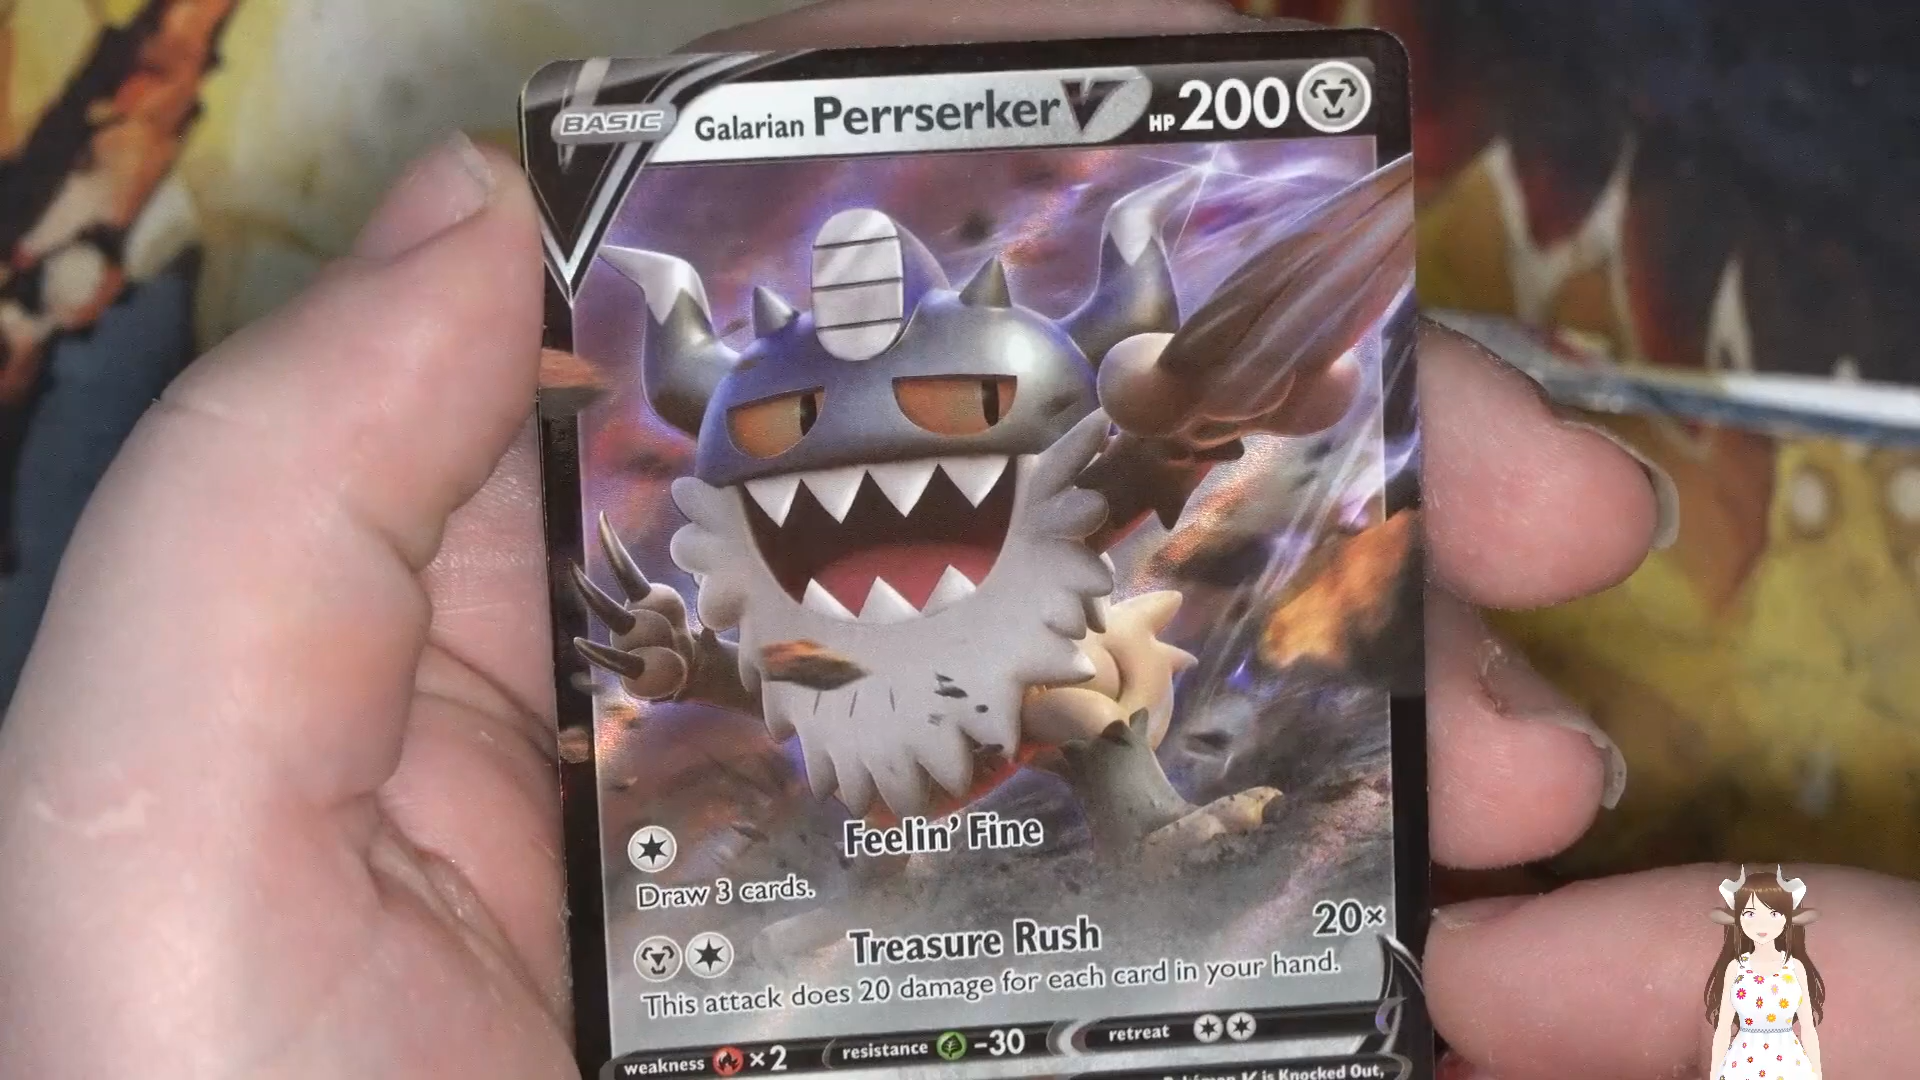 BASIC Galarian Perrserker V HP 200
Feelin' Fine
Draw 3 cards.
Treasure Rush 20×
This attack does 20 damage for each card in your hand.
weakness ×2 resistance -30 retreat
Pokémon V is Knocked Out,